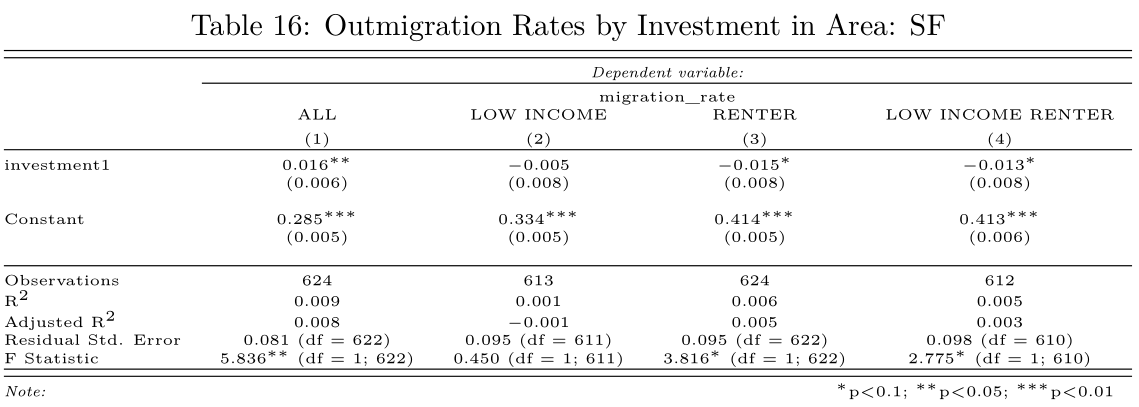 Table 16: Outmigration Rates by Investment in Area: SF
Dependent variable:
migration_rate
ALL LOW INCOME RENTER LOW INCOME RENTER
(1) (2) (3) (4)
investment1 0.016** −0.005 −0.015* −0.013*
(0.006) (0.008) (0.008) (0.008)
Constant 0.285*** 0.334*** 0.414*** 0.413***
(0.005) (0.005) (0.005) (0.006)
Observations 624 613 624 612
R² 0.009 0.001 0.006 0.005
Adjusted R² 0.008 −0.001 0.005 0.003
Residual Std. Error 0.081 (df = 622) 0.095 (df = 611) 0.095 (df = 622) 0.098 (df = 610)
F Statistic 5.836** (df = 1; 622) 0.450 (df = 1; 611) 3.816* (df = 1; 622) 2.775* (df = 1; 610)
Note: *p<0.1; **p<0.05; ***p<0.01